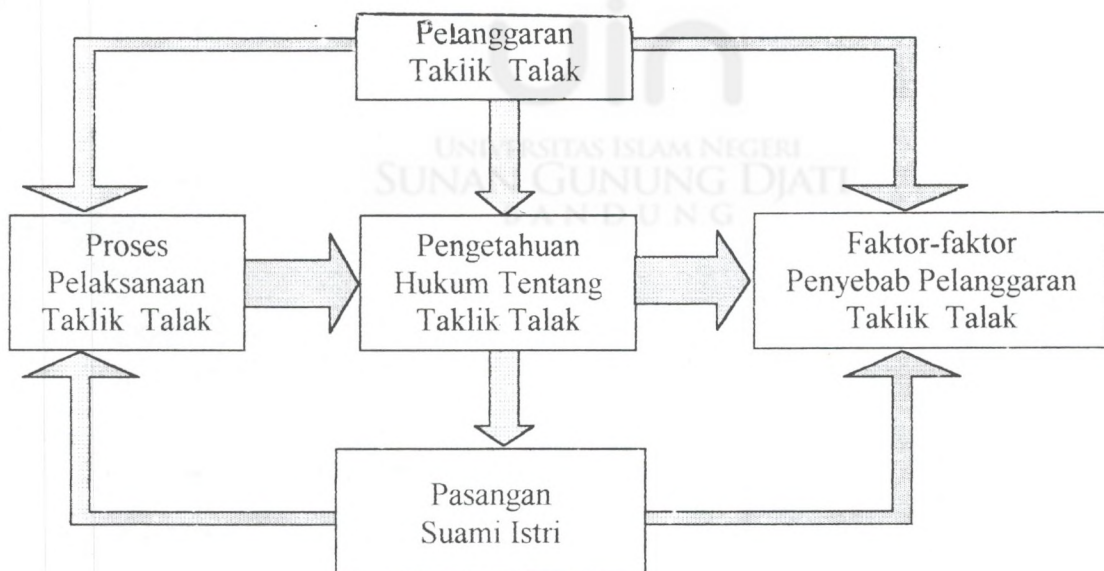 Pelanggaran
Taklik Talak
uin
UNIVERSITAS ISLAM NEGERI
SUNAN GUNUNG DJATI
BANDUNG
Proses
Pelaksanaan
Taklik Talak
Pengetahuan
Hukum Tentang
Taklik Talak
Faktor-faktor
Penyebab Pelanggaran
Taklik Talak
Pasangan
Suami Istri